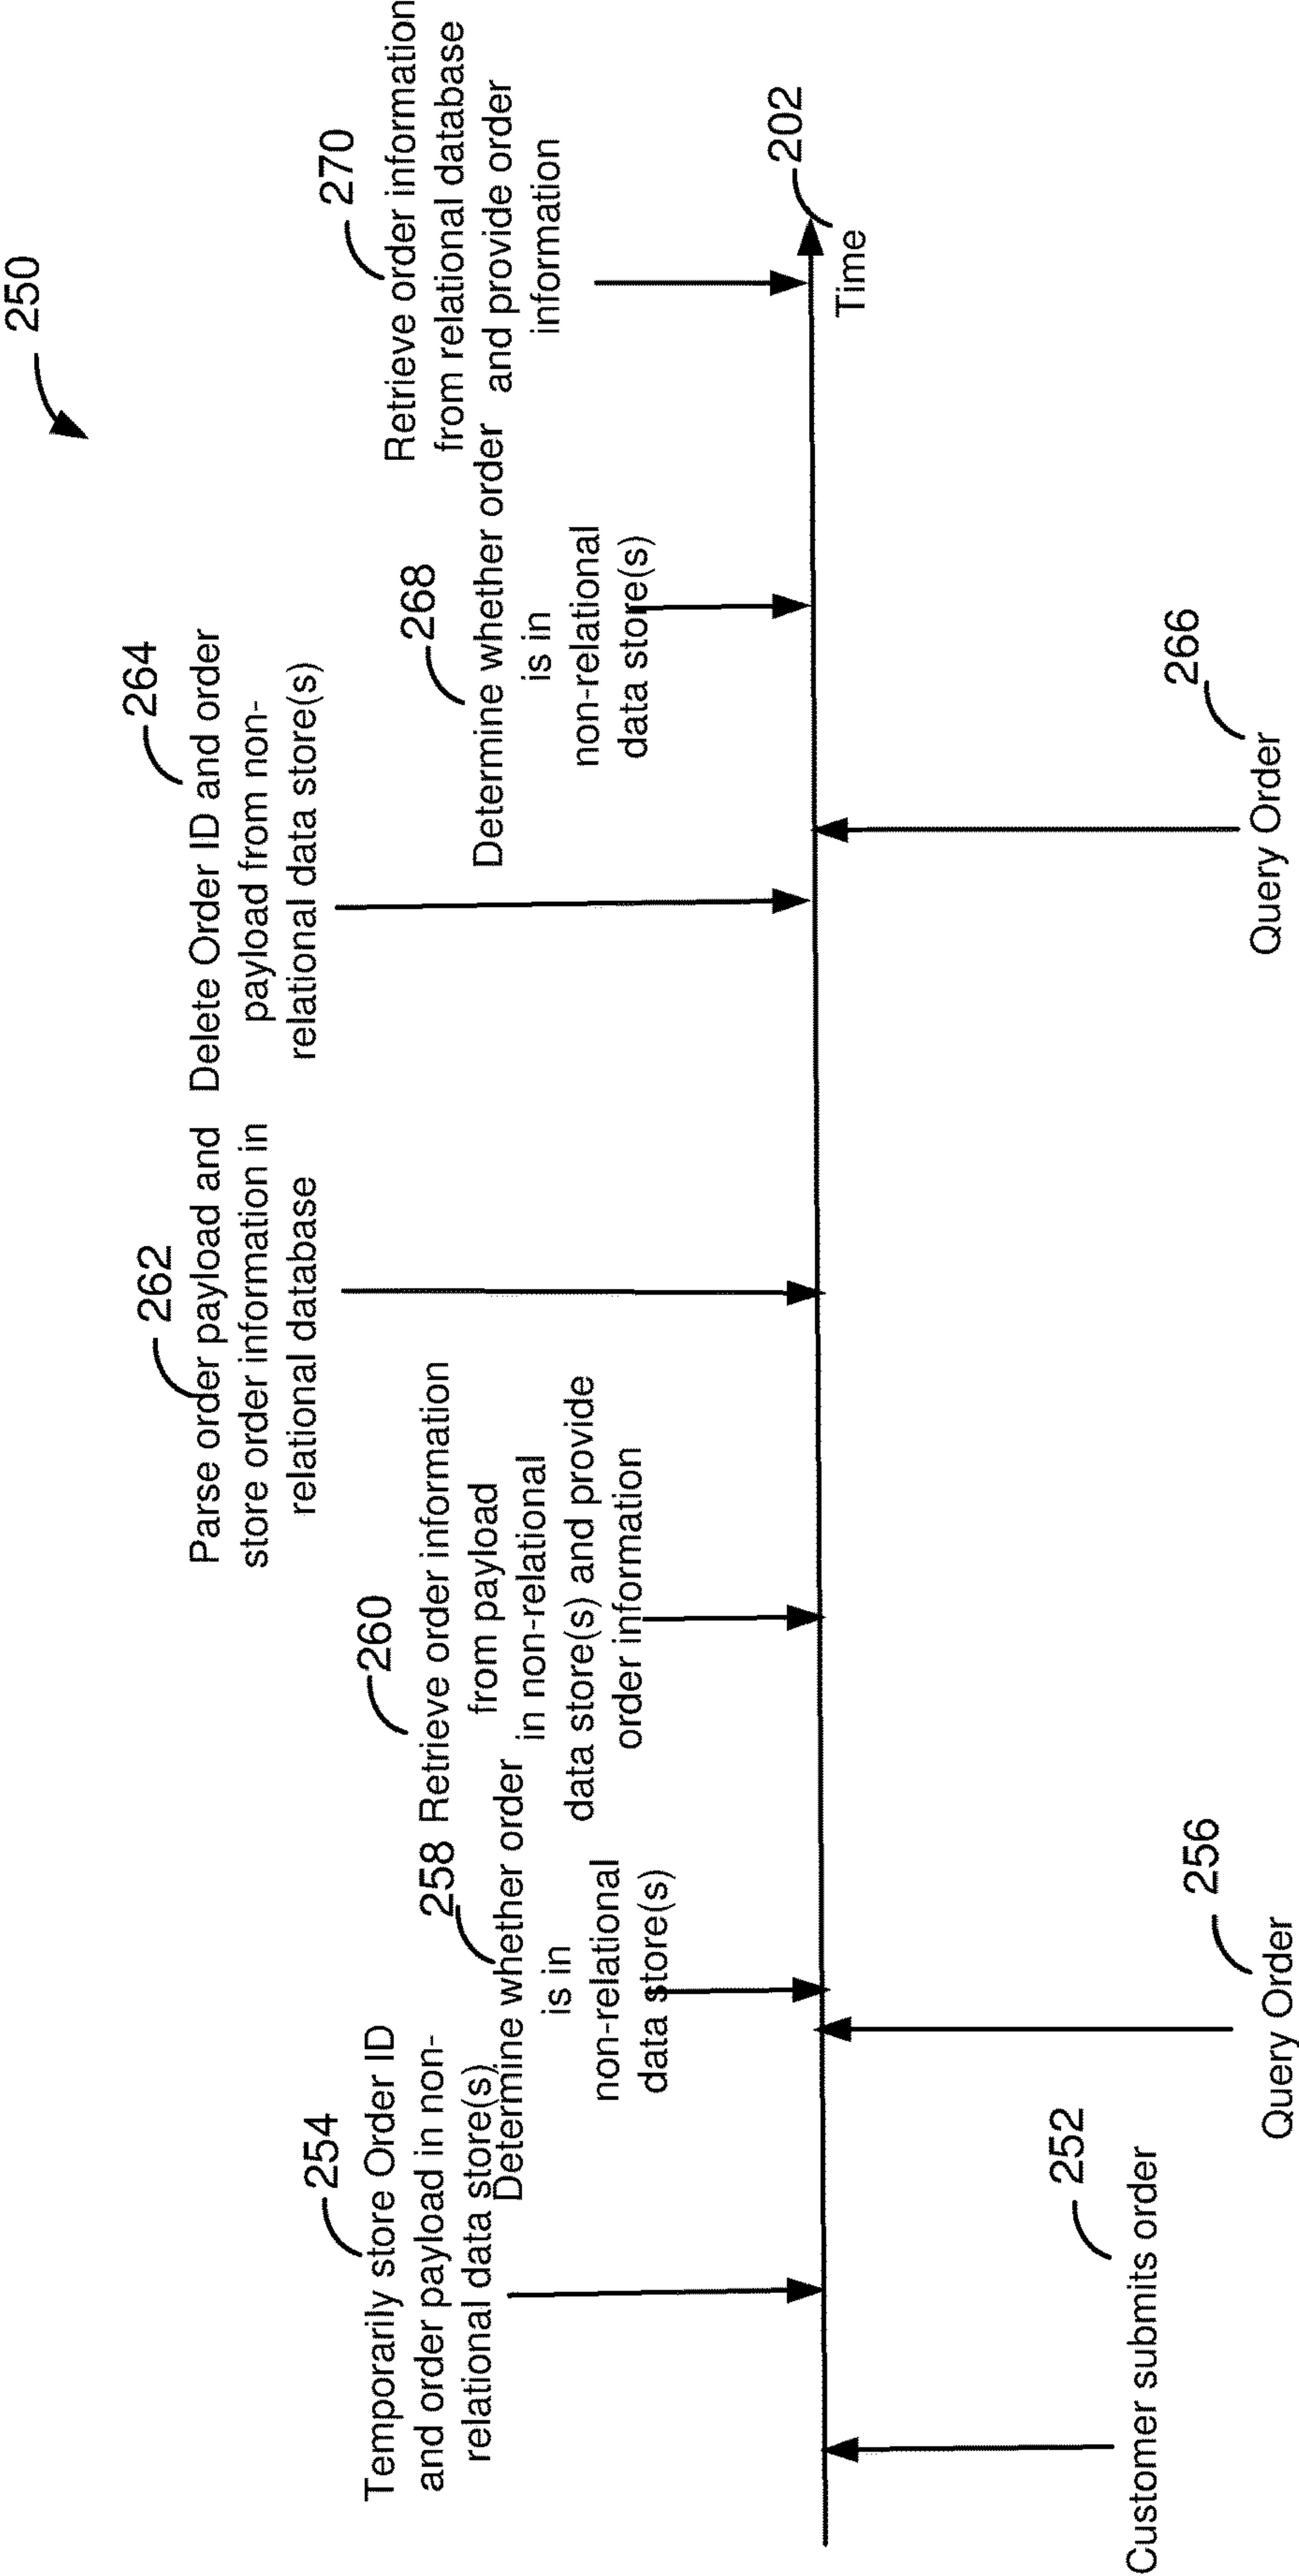 250
254
Temporarily store Order ID
and order payload in non-
relational data store(s)
258
Determine whether order
is in
non-relational
data store(s)
260
Retrieve order information
from payload
in non-relational
data store(s) and provide
order information
262
Parse order payload and
store order information in
relational database
264
Delete Order ID and order
payload from non-
relational data store(s)
268
Determine whether order
is in
non-relational
data store(s)
270
Retrieve order information
from relational database
and provide order
information
202
Time
252
Customer submits order
256
Query Order
266
Query Order